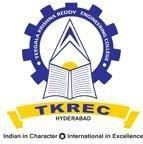 TEEGALA KRISHNA REDDY ENGINEERING COLLEGE
TKREC
HYDERABAD
Indian in Character International in Excellence